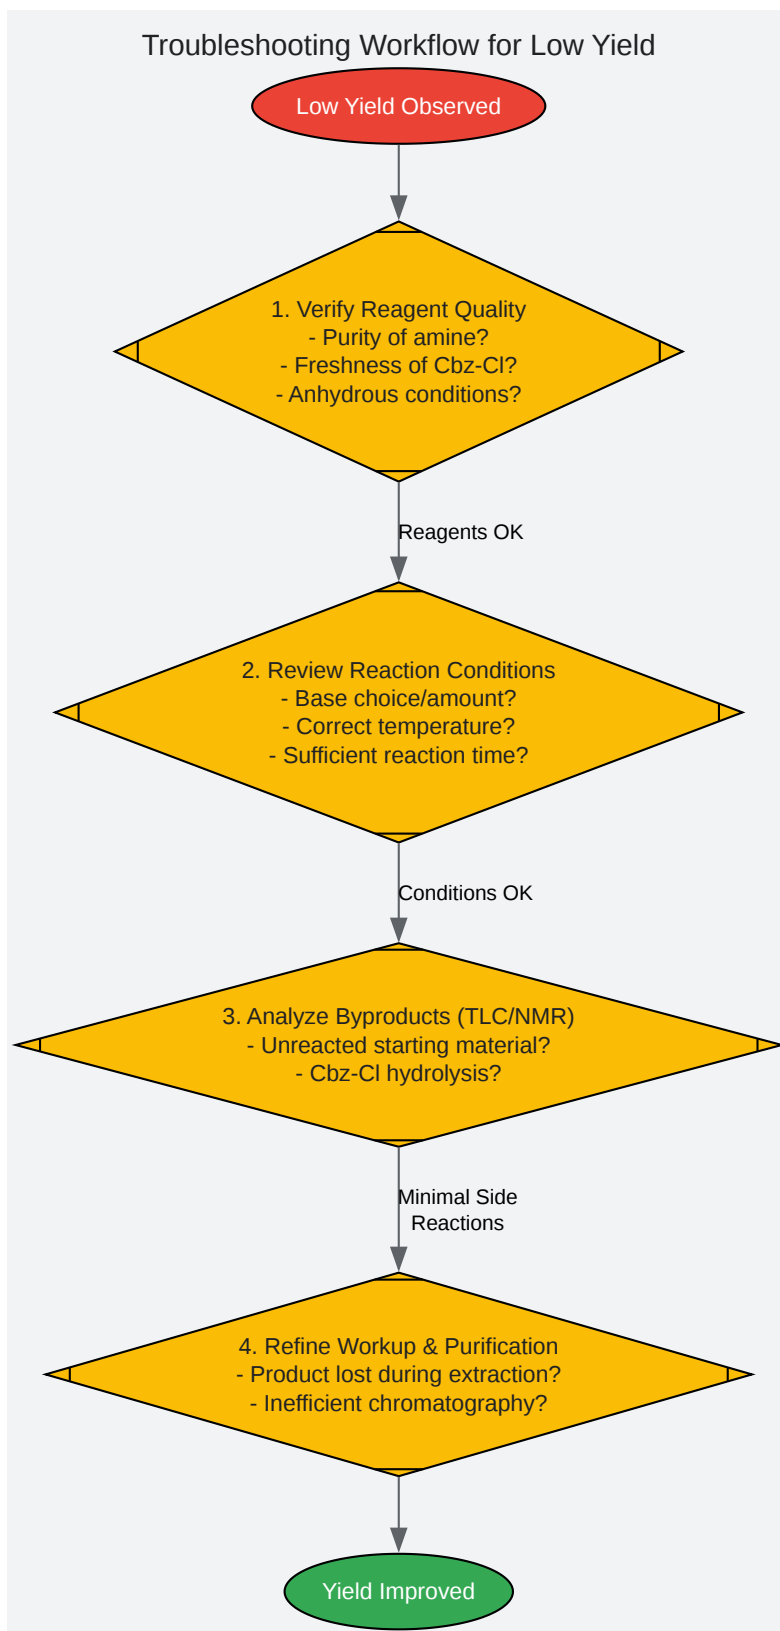 Troubleshooting Workflow for Low Yield
Low Yield Observed
1. Verify Reagent Quality
- Purity of amine?
- Freshness of Cbz-Cl?
- Anhydrous conditions?
Reagents OK
2. Review Reaction Conditions
- Base choice/amount?
- Correct temperature?
- Sufficient reaction time?
Conditions OK
3. Analyze Byproducts (TLC/NMR)
- Unreacted starting material?
- Cbz-Cl hydrolysis?
Minimal Side
Reactions
4. Refine Workup & Purification
- Product lost during extraction?
- Inefficient chromatography?
Yield Improved